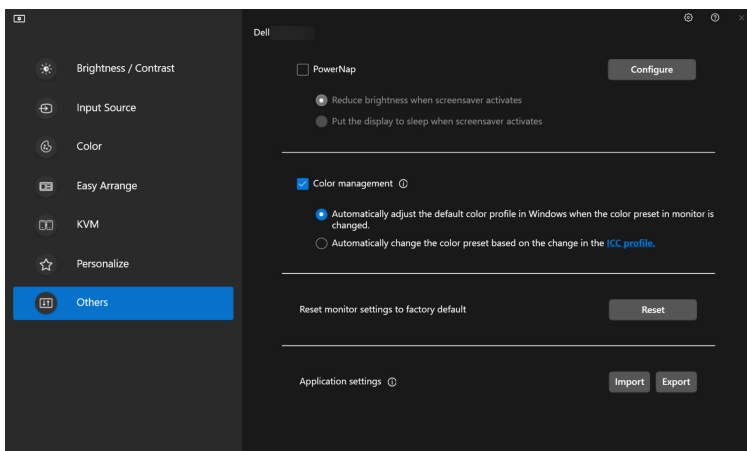 Dell
Brightness / Contrast
Input Source
Color
Easy Arrange
KVM
Personalize
Others
PowerNap
Configure
Reduce brightness when screensaver activates
Put the display to sleep when screensaver activates
Color management
Automatically adjust the default color profile in Windows when the color preset in monitor is
changed.
Automatically change the color preset based on the change in the ICC profile.
Reset monitor settings to factory default
Reset
Application settings
Import
Export